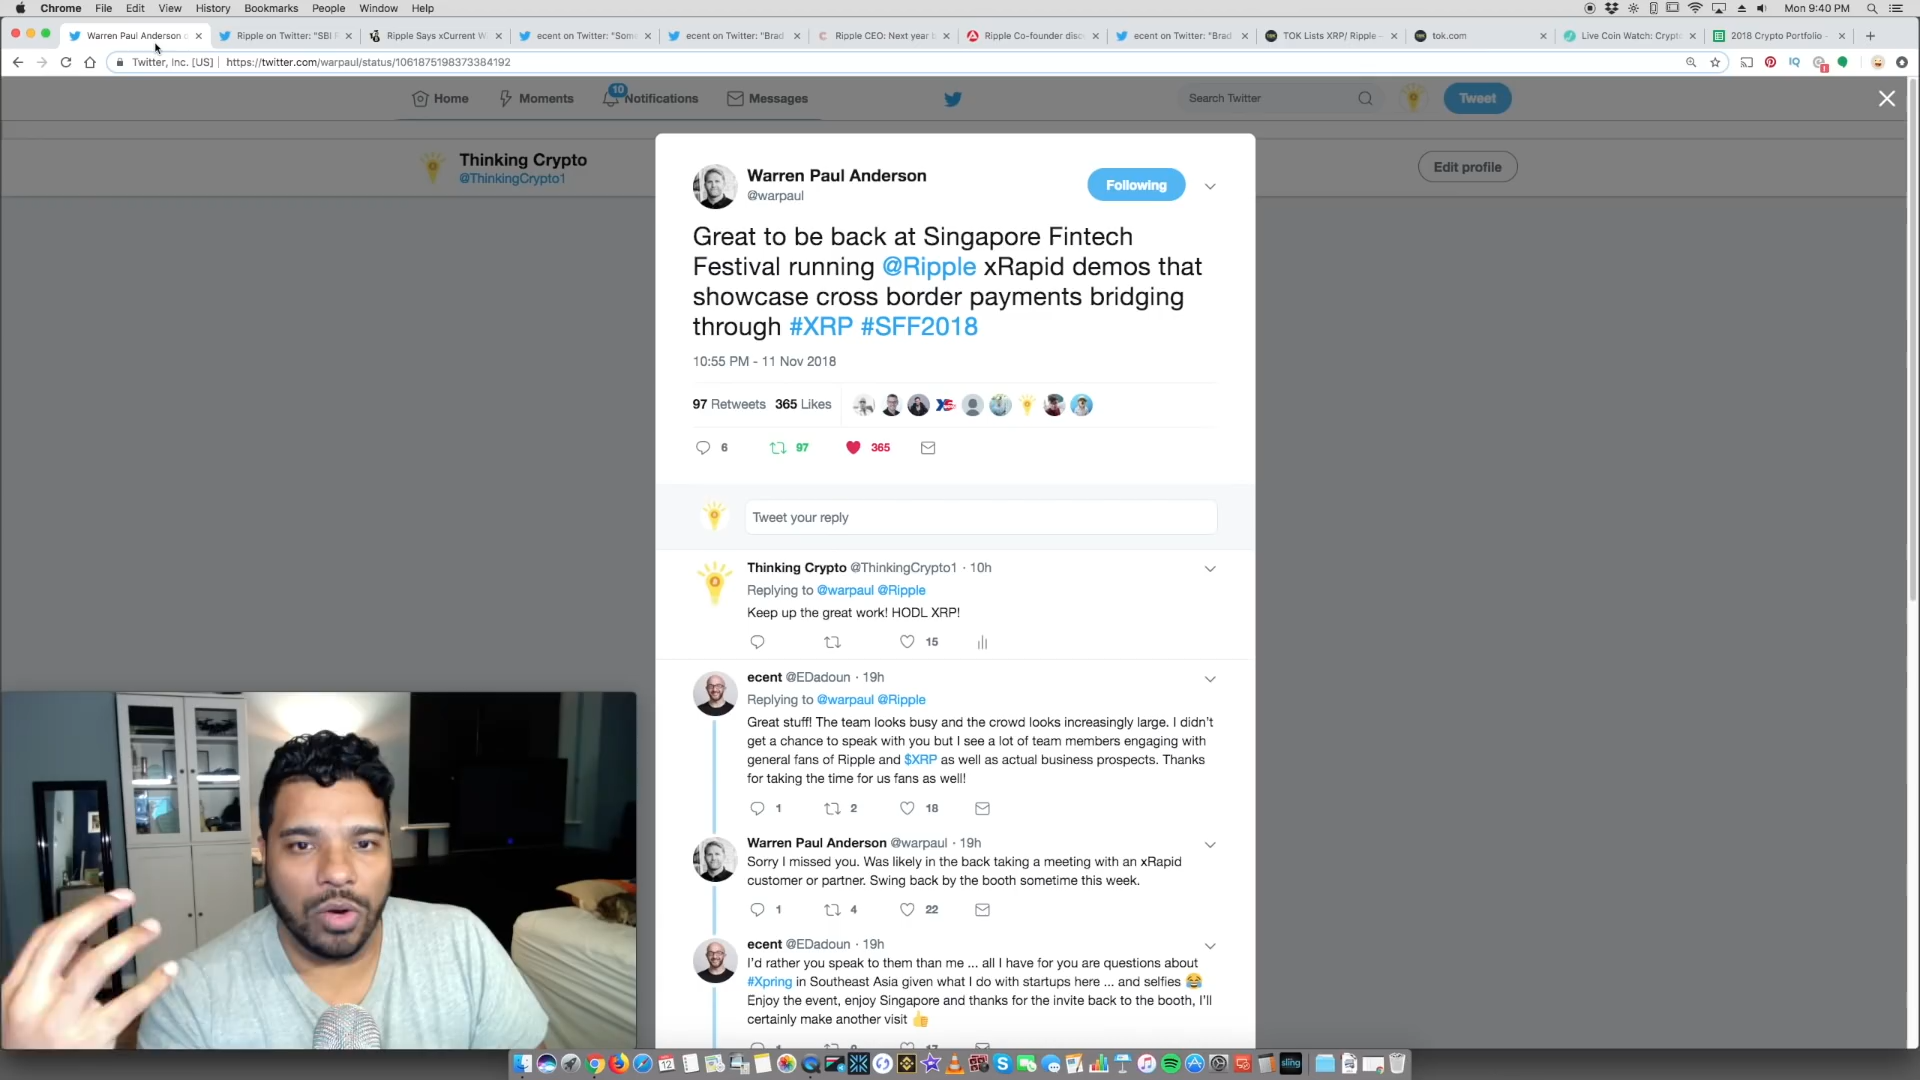 Chrome File Edit View History Bookmarks People Window Help Mon 9:40 PM
Warren Paul Anderson Ripple on Twitter: "SBI Ripple Says xCurrent ecent on Twitter: "Som ecent on Twitter: "Brad Ripple CEO: Next year Ripple Co-founder disc ecent on Twitter: "Brad TOK Lists XRP/ Ripple - tok.com Live Coin Watch: Crypt 2018 Crypto Portfolio -
Twitter, Inc. [US] https://twitter.com/warpaul/status/1061875198373384192
Home Moments 10 Notifications Messages Search Twitter Tweet
Thinking Crypto
@ThinkingCrypto1
Edit profile
Warren Paul Anderson
@warpaul
Following
Great to be back at Singapore Fintech
Festival running @Ripple xRapid demos that
showcase cross border payments bridging
through #XRP #SFF2018
10:55 PM - 11 Nov 2018
97 Retweets 365 Likes
6 97 365
Tweet your reply
Thinking Crypto @ThinkingCrypto1 · 10h
Replying to @warpaul @Ripple
Keep up the great work! HODL XRP!
15
ecent @EDadoun · 19h
Replying to @warpaul @Ripple
Great stuff! The team looks busy and the crowd looks increasingly large. I didn't
get a chance to speak with you but I see a lot of team members engaging with
general fans of Ripple and $XRP as well as actual business prospects. Thanks
for taking the time for us fans as well!
1 2 18
Warren Paul Anderson @warpaul · 19h
Sorry I missed you. Was likely in the back taking a meeting with an xRapid
customer or partner. Swing back by the booth sometime this week.
1 4 22
ecent @EDadoun · 19h
I'd rather you speak to them than me ... all I have for you are questions about
#Xpring in Southeast Asia given what I do with startups here ... and selfies 😂
Enjoy the event, enjoy Singapore and thanks for the invite back to the booth, I'll
certainly make another visit 👍
sling